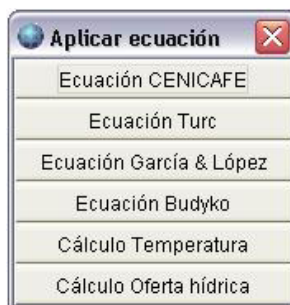 Aplicar ecuación
Ecuación CENICAFE
Ecuación Turc
Ecuación García & López
Ecuación Budyko
Cálculo Temperatura
Cálculo Oferta hídrica